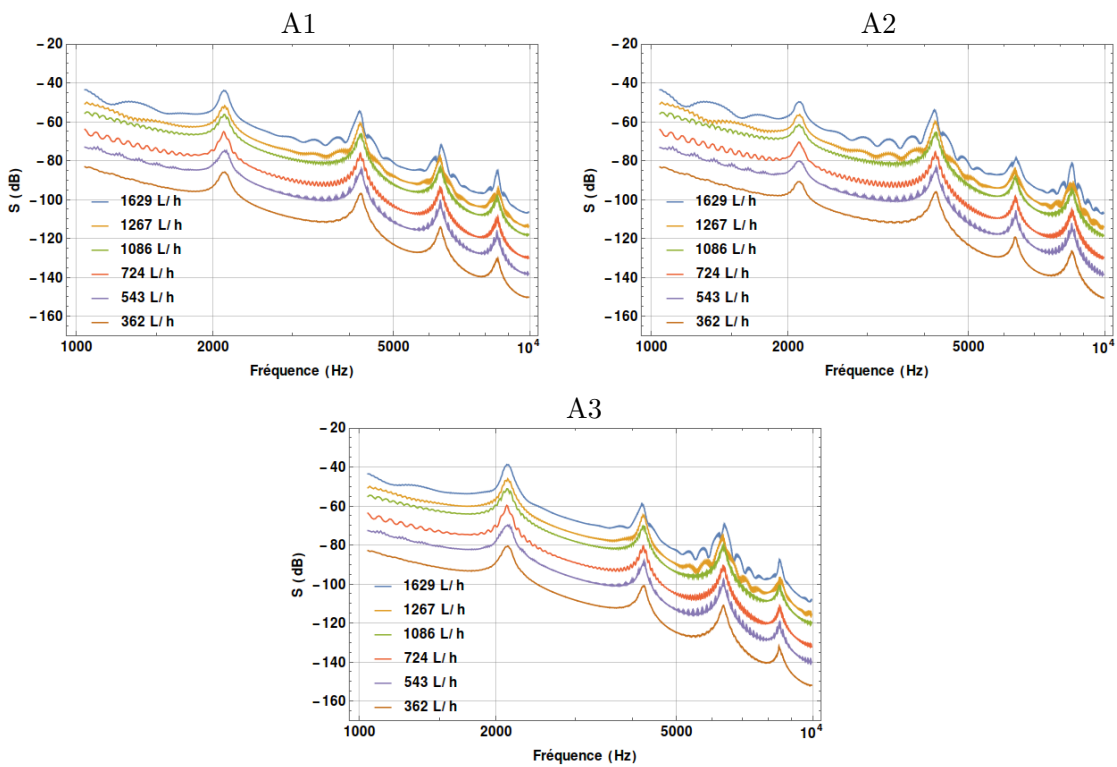 A1
−20
−40
−60
−80
−100
−120
−140
−160
S (dB)
1629 L/ h
1267 L/ h
1086 L/ h
724 L/ h
543 L/ h
362 L/ h
1000
2000
5000
10⁴
Fréquence (Hz)
A2
−20
−40
−60
−80
−100
−120
−140
−160
S (dB)
1629 L/ h
1267 L/ h
1086 L/ h
724 L/ h
543 L/ h
362 L/ h
1000
2000
5000
10⁴
Fréquence (Hz)
A3
−20
−40
−60
−80
−100
−120
−140
−160
S (dB)
1629 L/ h
1267 L/ h
1086 L/ h
724 L/ h
543 L/ h
362 L/ h
1000
2000
5000
10⁴
Fréquence (Hz)